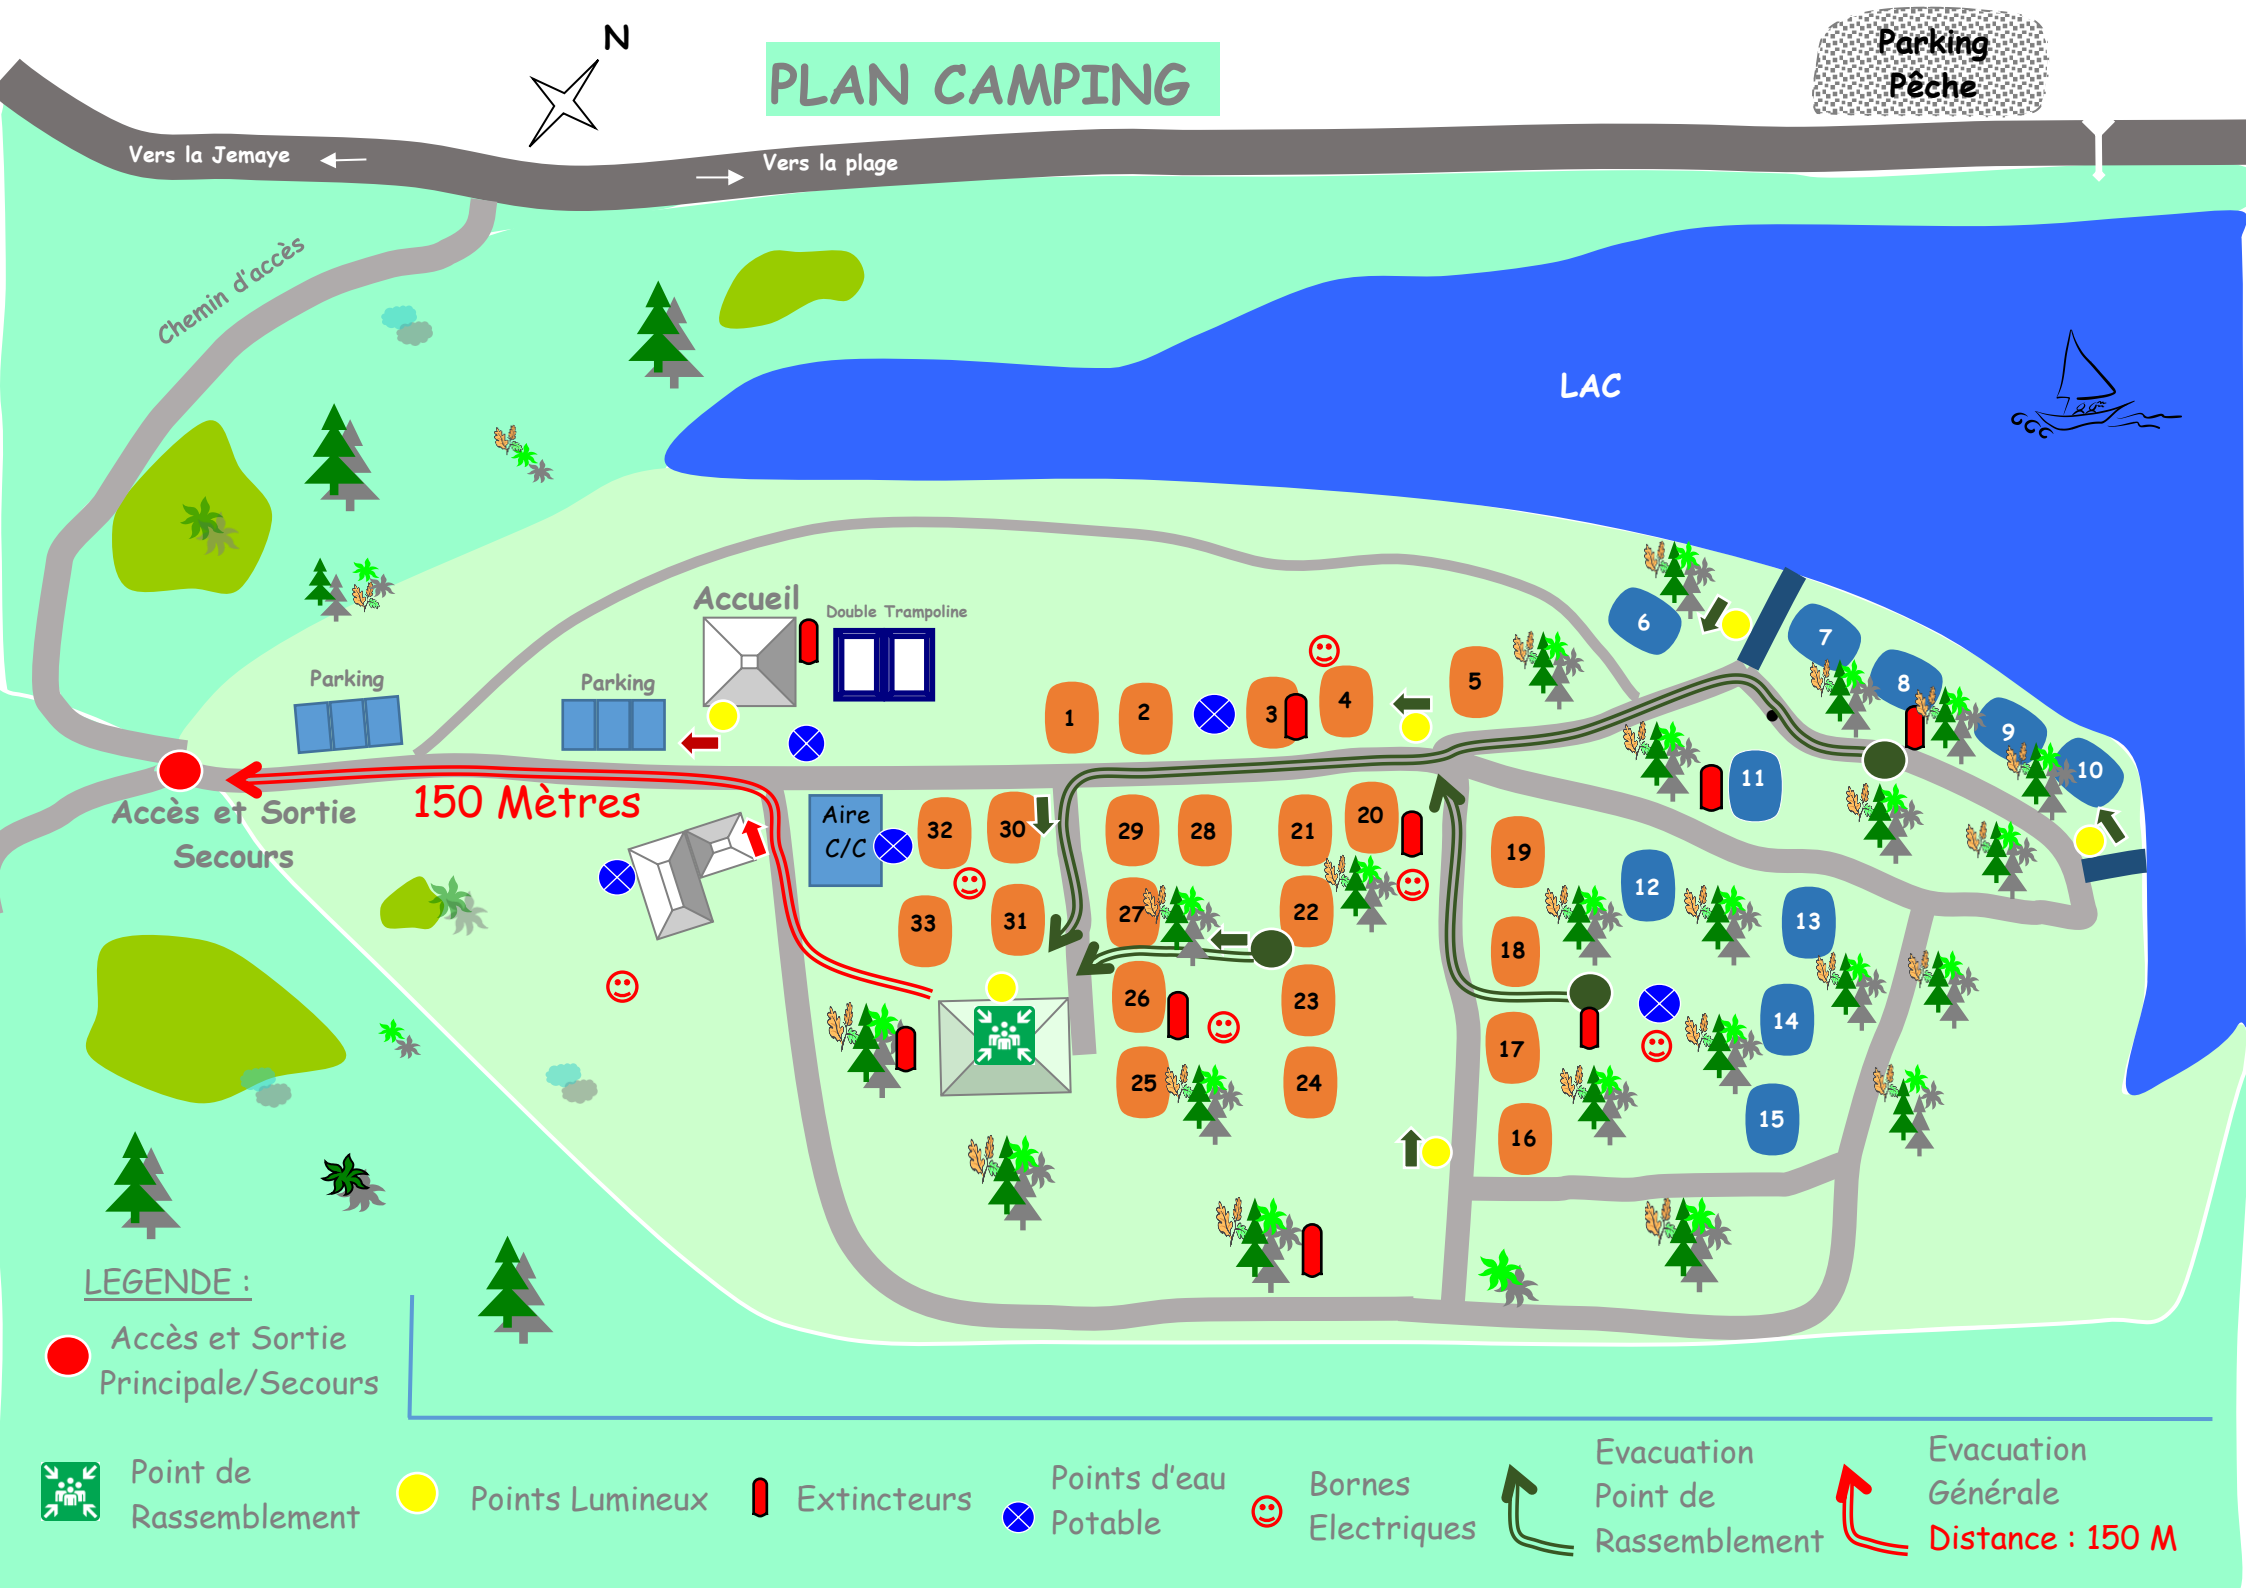 N
PLAN CAMPING
Parking
Pêche
Vers la Jemaye
Vers la plage
Chemin d'accès
LAC
Accueil
Double Trampoline
Parking
Parking
6
7
8
9
10
1
2
3
4
5
11
Accès et Sortie
Secours
150 Mètres
Aire
C/C
32
30
29
28
21
20
19
12
13
33
31
27
22
18
26
23
17
14
25
24
16
15
LEGENDE :
Accès et Sortie
Principale/Secours
Point de
Rassemblement
Points Lumineux
Extincteurs
Points d’eau
Potable
Bornes
Electriques
Evacuation
Point de
Rassemblement
Evacuation
Générale
Distance : 150 M